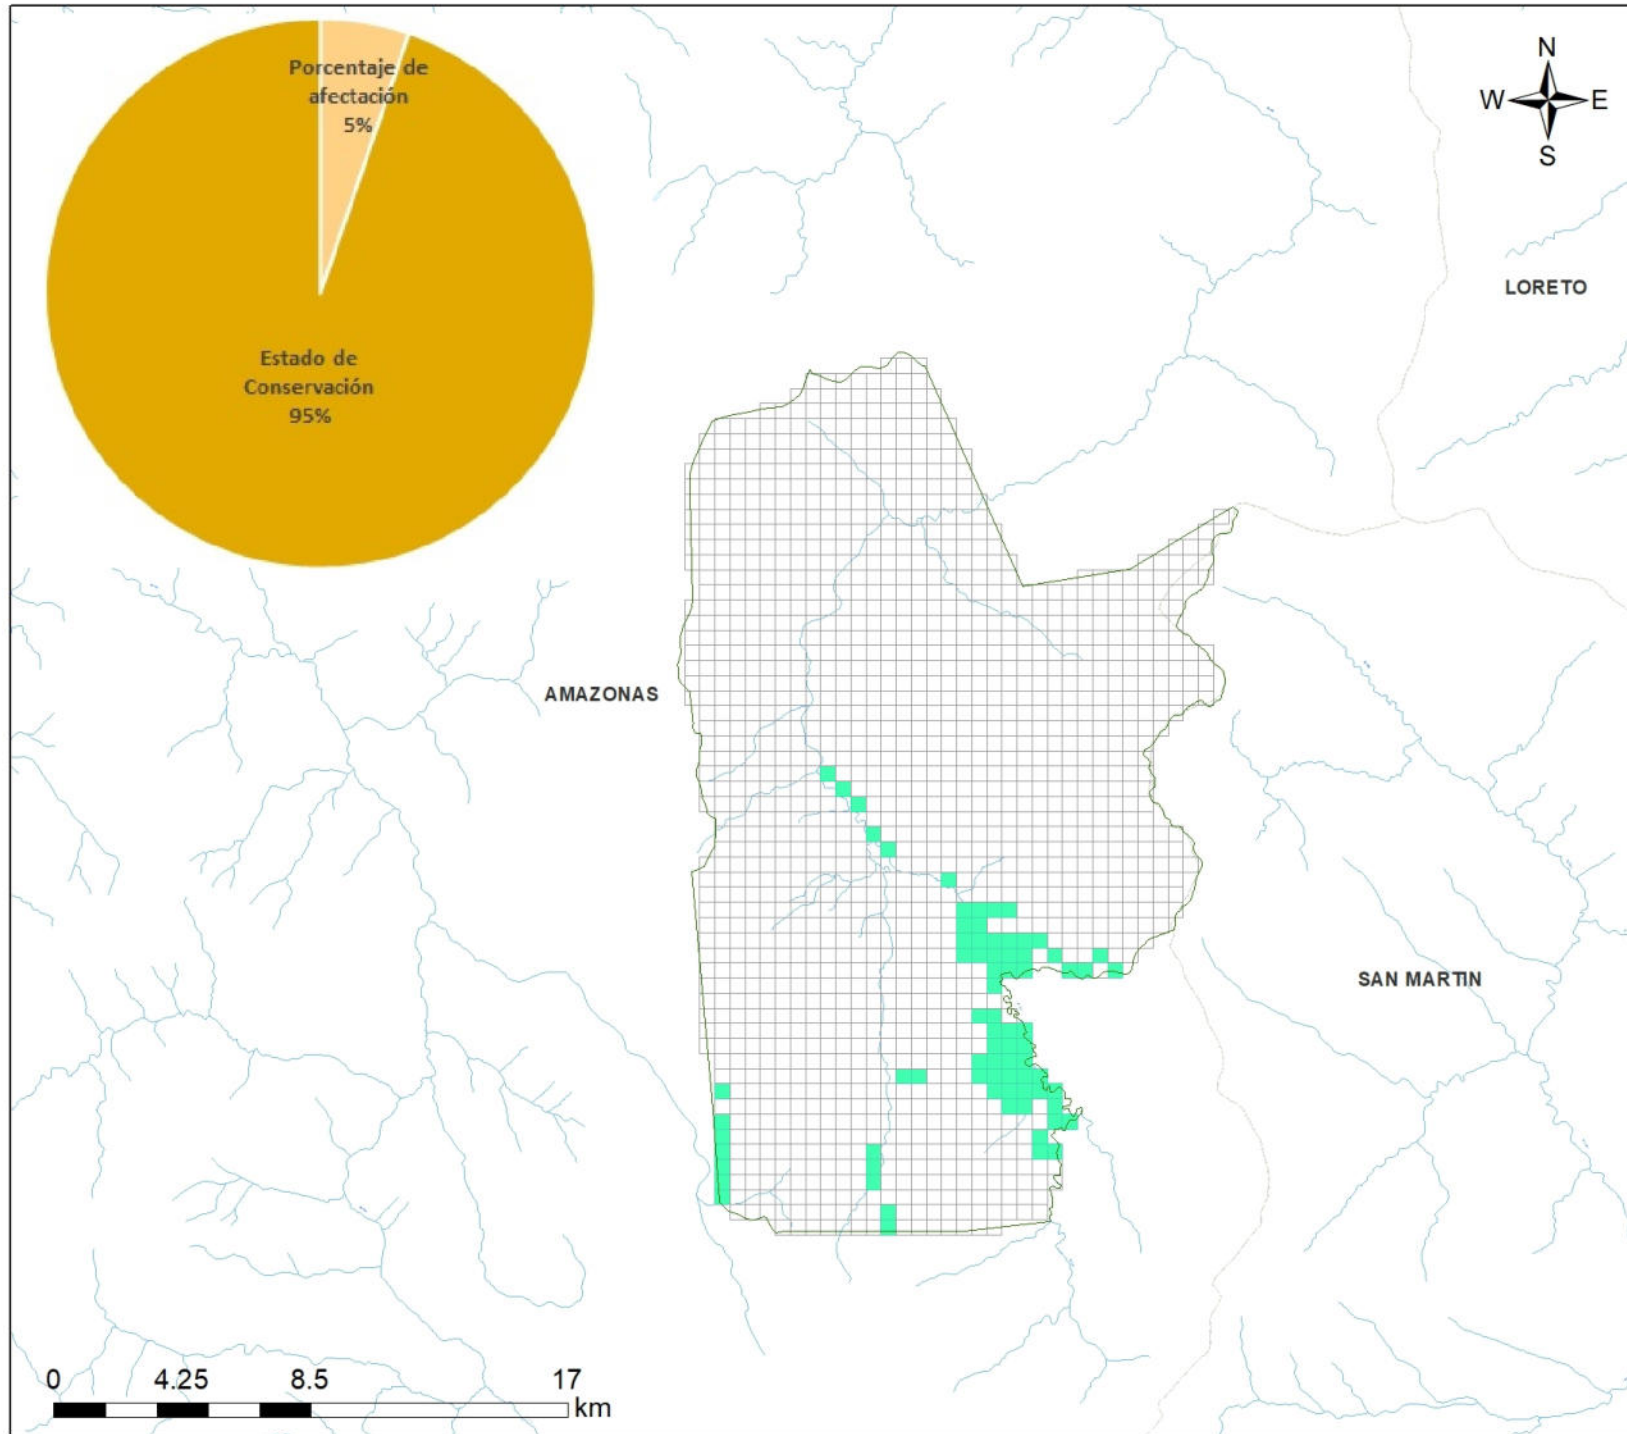 Porcentaje de
afectación
5%
Estado de
Conservación
95%
N
W E
S
LORETO
AMAZONAS
SAN MARTIN
0 4.25 8.5 17
km